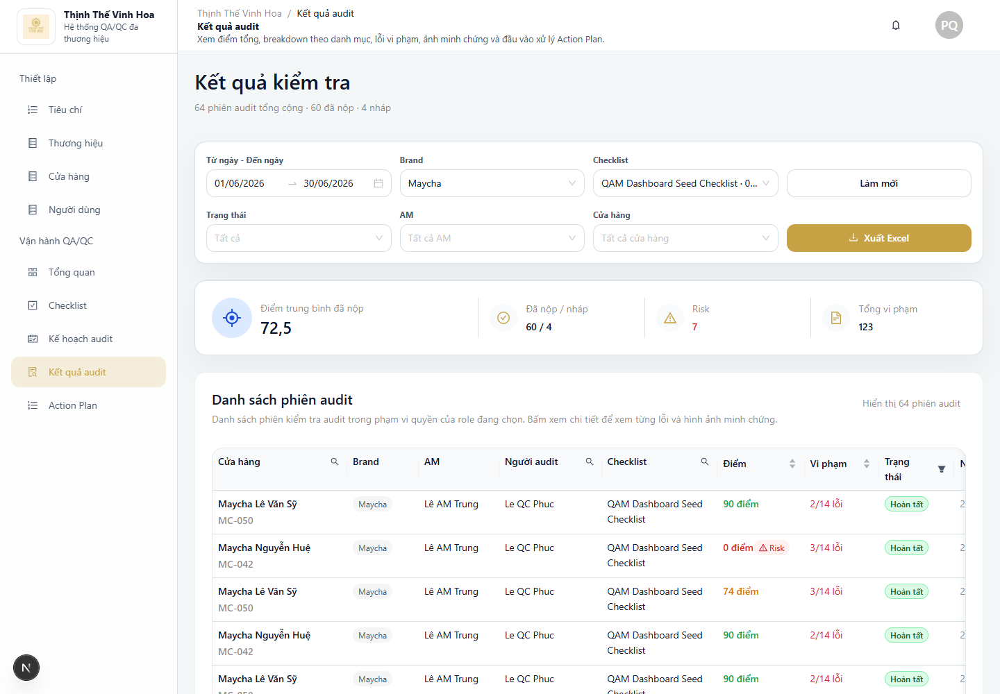 Thịnh Thế Vinh Hoa
Hệ thống QA/QC đa
thương hiệu
Thiết lập
Tiêu chí
Thương hiệu
Cửa hàng
Người dùng
Vận hành QA/QC
Tổng quan
Checklist
Kế hoạch audit
Kết quả audit
Action Plan
N
Thịnh Thế Vinh Hoa / Kết quả audit
Kết quả audit
Xem điểm tổng, breakdown theo danh mục, lỗi vi phạm, ảnh minh chứng và đầu vào xử lý Action Plan.
PQ
Kết quả kiểm tra
64 phiên audit tổng cộng · 60 đã nộp · 4 nháp
Từ ngày - Đến ngày Brand Checklist
01/06/2026 → 30/06/2026 Maycha QAM Dashboard Seed Checklist · 0... Làm mới
Trạng thái AM Cửa hàng
Tất cả Tất cả AM Tất cả cửa hàng Xuất Excel
Điểm trung bình đã nộp Đã nộp / nháp Risk Tổng vi phạm
72,5 60 / 4 7 123
Danh sách phiên audit
Hiển thị 64 phiên audit
Danh sách phiên kiểm tra audit trong phạm vi quyền của role đang chọn. Bấm xem chi tiết để xem từng lỗi và hình ảnh minh chứng.
Cửa hàng Brand AM Người audit Checklist Điểm Vi phạm Trạng N
thái
Maycha Lê Văn Sỹ Maycha Lê AM Trung Le QC Phuc QAM Dashboard Seed 90 điểm 2/14 lỗi Hoàn tất 2
MC-050 Checklist
Maycha Nguyễn Huệ Maycha Lê AM Trung Le QC Phuc QAM Dashboard Seed 0 điểm Risk 3/14 lỗi Hoàn tất 2
MC-042 Checklist
Maycha Lê Văn Sỹ Maycha Lê AM Trung Le QC Phuc QAM Dashboard Seed 74 điểm 3/14 lỗi Hoàn tất 2
MC-050 Checklist
Maycha Nguyễn Huệ Maycha Lê AM Trung Le QC Phuc QAM Dashboard Seed 90 điểm 2/14 lỗi Hoàn tất 2
MC-042 Checklist
Maycha Lê Văn Sỹ Maycha Lê AM Trung Le QC Phuc QAM Dashboard Seed 90 điểm 2/14 lỗi Hoàn tất 2
MC-050 Checklist